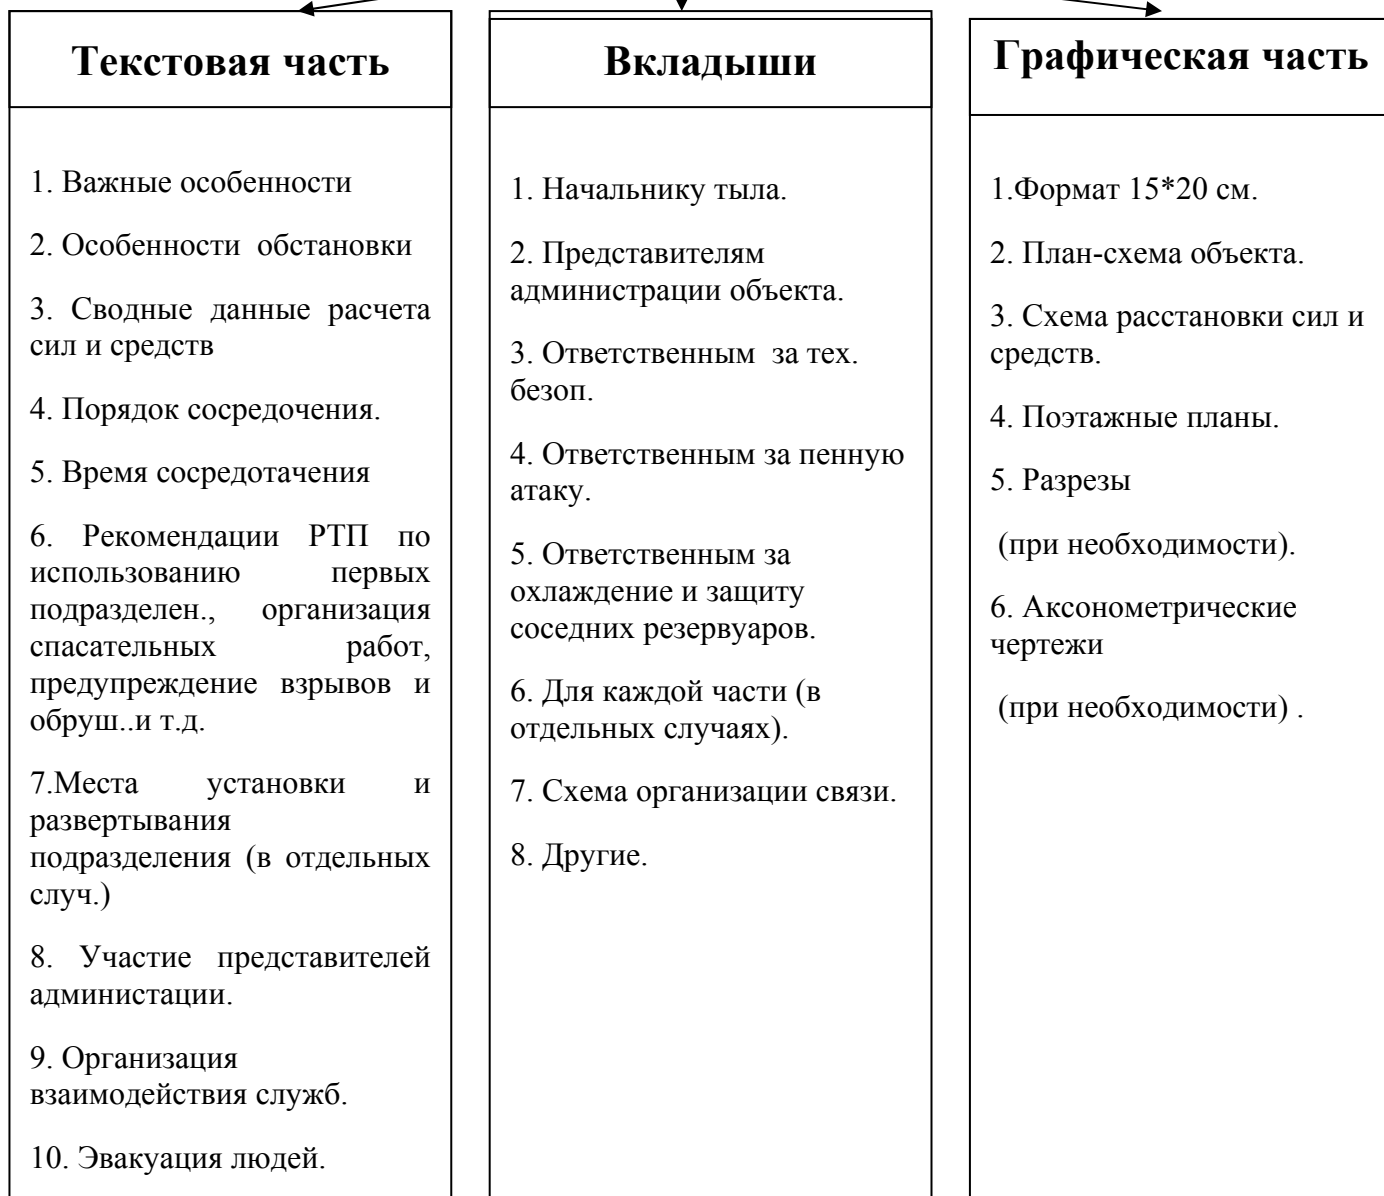 Текстовая часть
1. Важные особенности
2. Особенности обстановки
3. Сводные данные расчета
сил и средств
4. Порядок сосредочения.
5. Время сосредотачения
6. Рекомендации РТП по
использованию первых
подразделен., организация
спасательных работ,
предупреждение взрывов и
обруш..и т.д.
7.Места установки и
развертывания
подразделения (в отдельных
случ.)
8. Участие представителей
администации.
9. Организация
взаимодействия служб.
10. Эвакуация людей.
Вкладыши
1. Начальнику тыла.
2. Представителям
администрации объекта.
3. Ответственным за тех.
безоп.
4. Ответственным за пенную
атаку.
5. Ответственным за
охлаждение и защиту
соседних резервуаров.
6. Для каждой части (в
отдельных случаях).
7. Схема организации связи.
8. Другие.
Графическая часть
1.Формат 15*20 см.
2. План-схема объекта.
3. Схема расстановки сил и
средств.
4. Поэтажные планы.
5. Разрезы
(при необходимости).
6. Аксонометрические
чертежи
(при необходимости) .